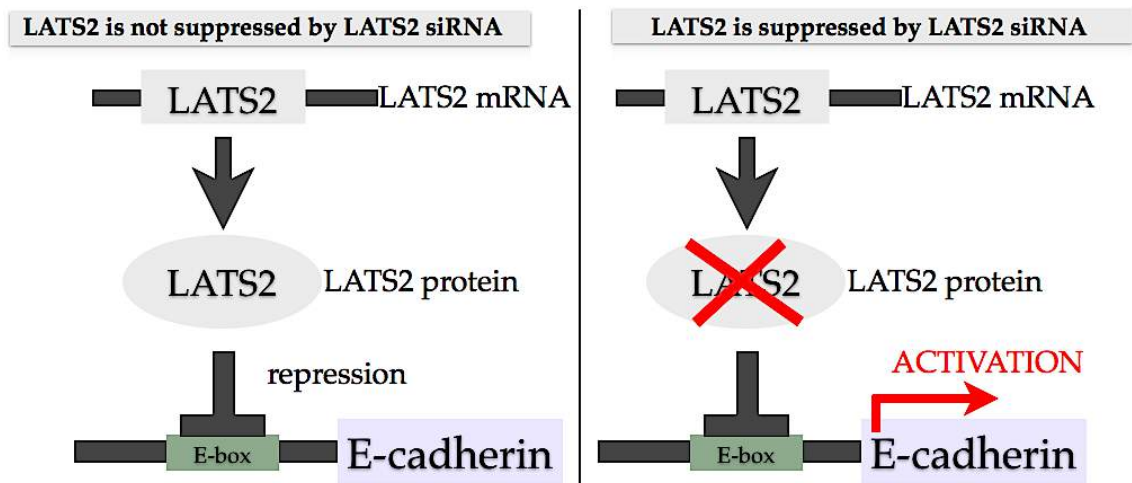 LATS2 is not suppressed by LATS2 siRNA
LATS2
LATS2 mRNA
LATS2
LATS2 protein
repression
E-box
E-cadherin
LATS2 is suppressed by LATS2 siRNA
LATS2
LATS2 mRNA
LATS2
LATS2 protein
ACTIVATION
E-box
E-cadherin